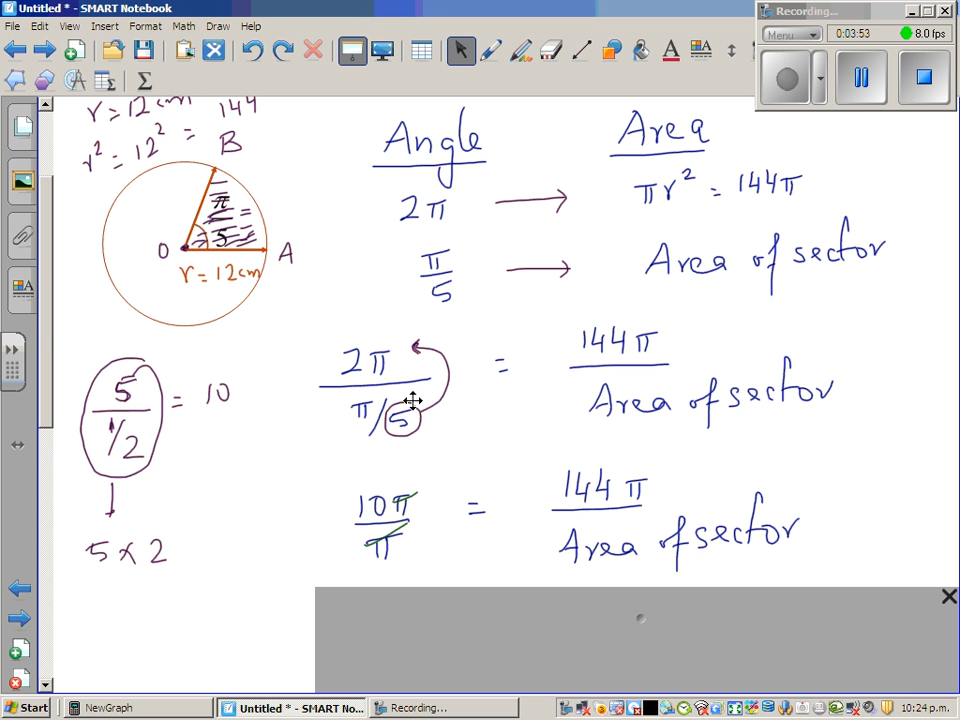 Untitled * - SMART Notebook
File Edit View Insert Format Math Draw Help
Recording...
Menu
0:03:53
8.0 fps
r = 12 cm
r² = 12² = 144
B
π
5
O
A
r = 12cm
Angle Area
2π → πr² = 144π
π/5 → Area of sector
2π / π/5 = 144π / Area of sector
5 / 1/2 = 10
5 × 2
10π / π = 144π / Area of sector
Start
NewGraph
Untitled * - SMART No...
Recording...
10:24 p.m.